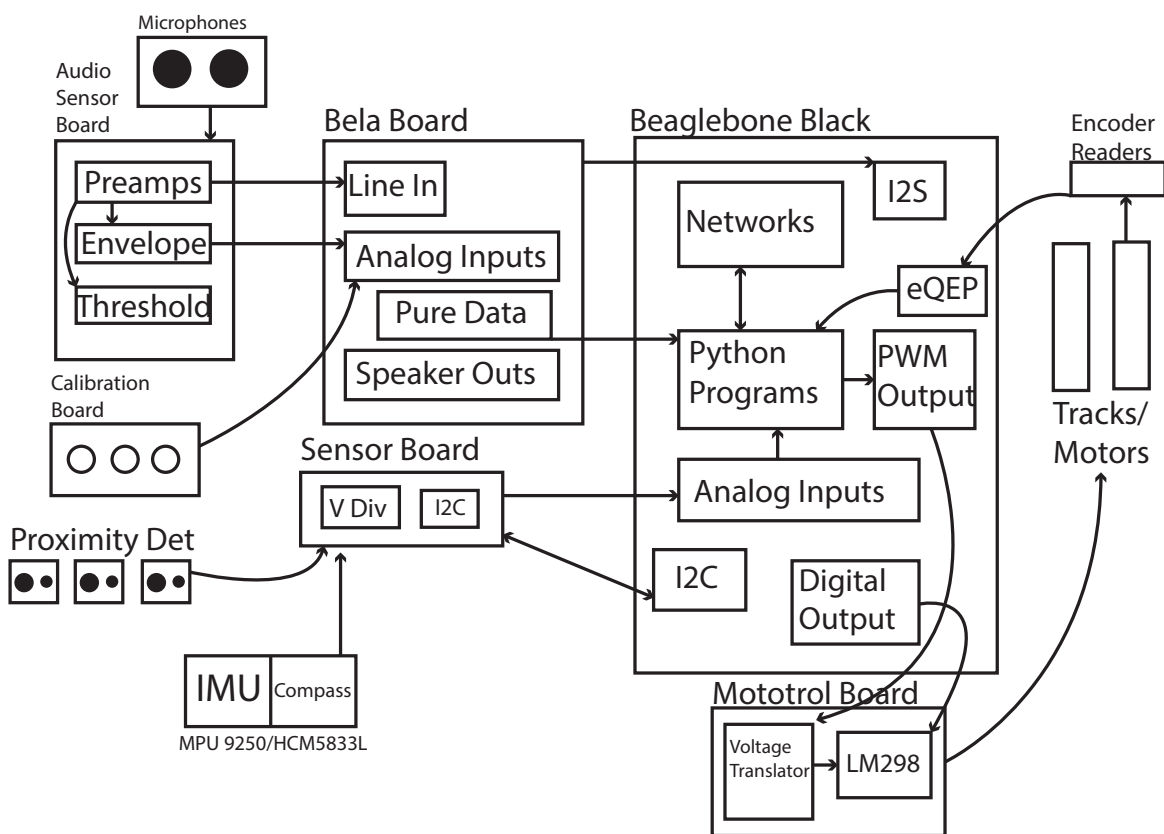 Microphones
Audio
Sensor
Board
Preamps
Envelope
Threshold
Calibration
Board
Bela Board
Line In
Analog Inputs
Pure Data
Speaker Outs
Sensor Board
V Div
I2C
Proximity Det
IMU
Compass
MPU 9250/HCM5833L
Beaglebone Black
I2S
Networks
eQEP
Python
Programs
PWM
Output
Analog Inputs
I2C
Digital
Output
Encoder
Readers
Tracks/
Motors
Mototrol Board
Voltage
Translator
LM298